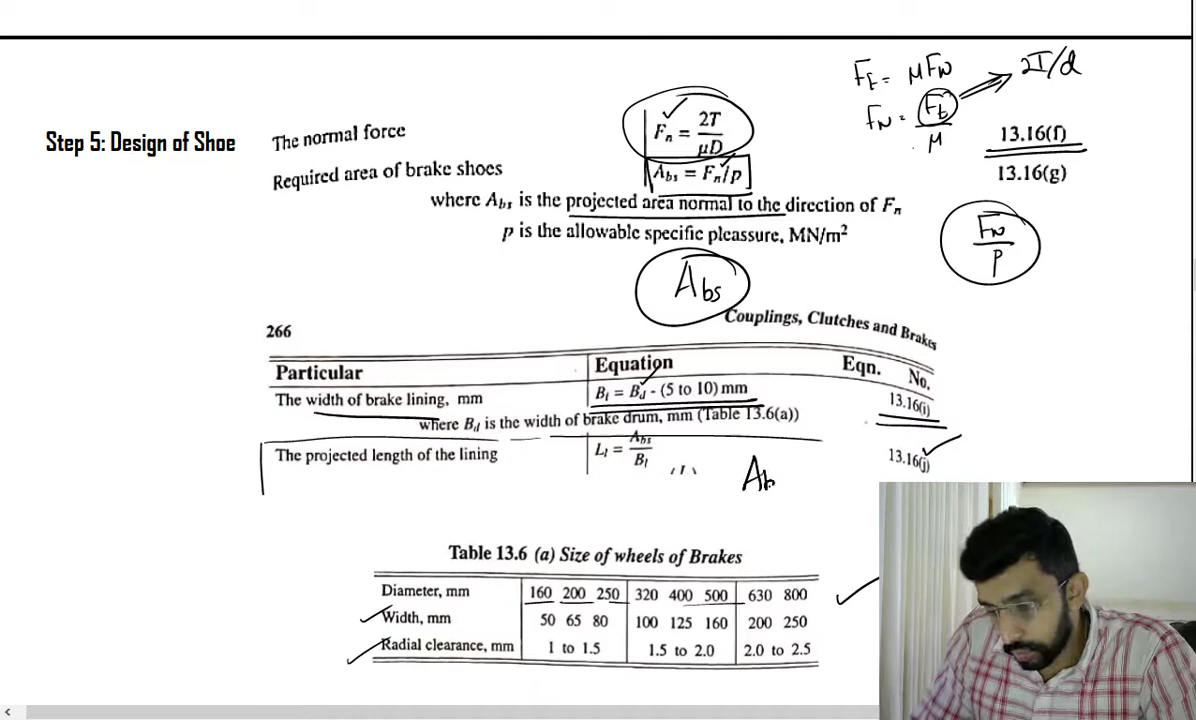 F_t = μ F_N
2T/d
F_N = F_t / μ
Step 5: Design of Shoe
The normal force
F_n = 2T / μD
13.16(f)
Required area of brake shoes
A_bs = F_n/p
13.16(g)
where A_bs is the projected area normal to the direction of F_n
p is the allowable specific pleassure, MN/m²
F_N / P
A_bs
266
Couplings, Clutches and Brakes
Particular Equation Eqn. No.
The width of brake lining, mm B_l = B_d - (5 to 10) mm 13.16(i)
where B_d is the width of brake drum, mm (Table 13.6(a))
The projected length of the lining L_l = A_bs / B_l 13.16(j)
Ab
Table 13.6 (a) Size of wheels of Brakes
Diameter, mm 160 200 250 320 400 500 630 800
Width, mm 50 65 80 100 125 160 200 250
Radial clearance, mm 1 to 1.5 1.5 to 2.0 2.0 to 2.5